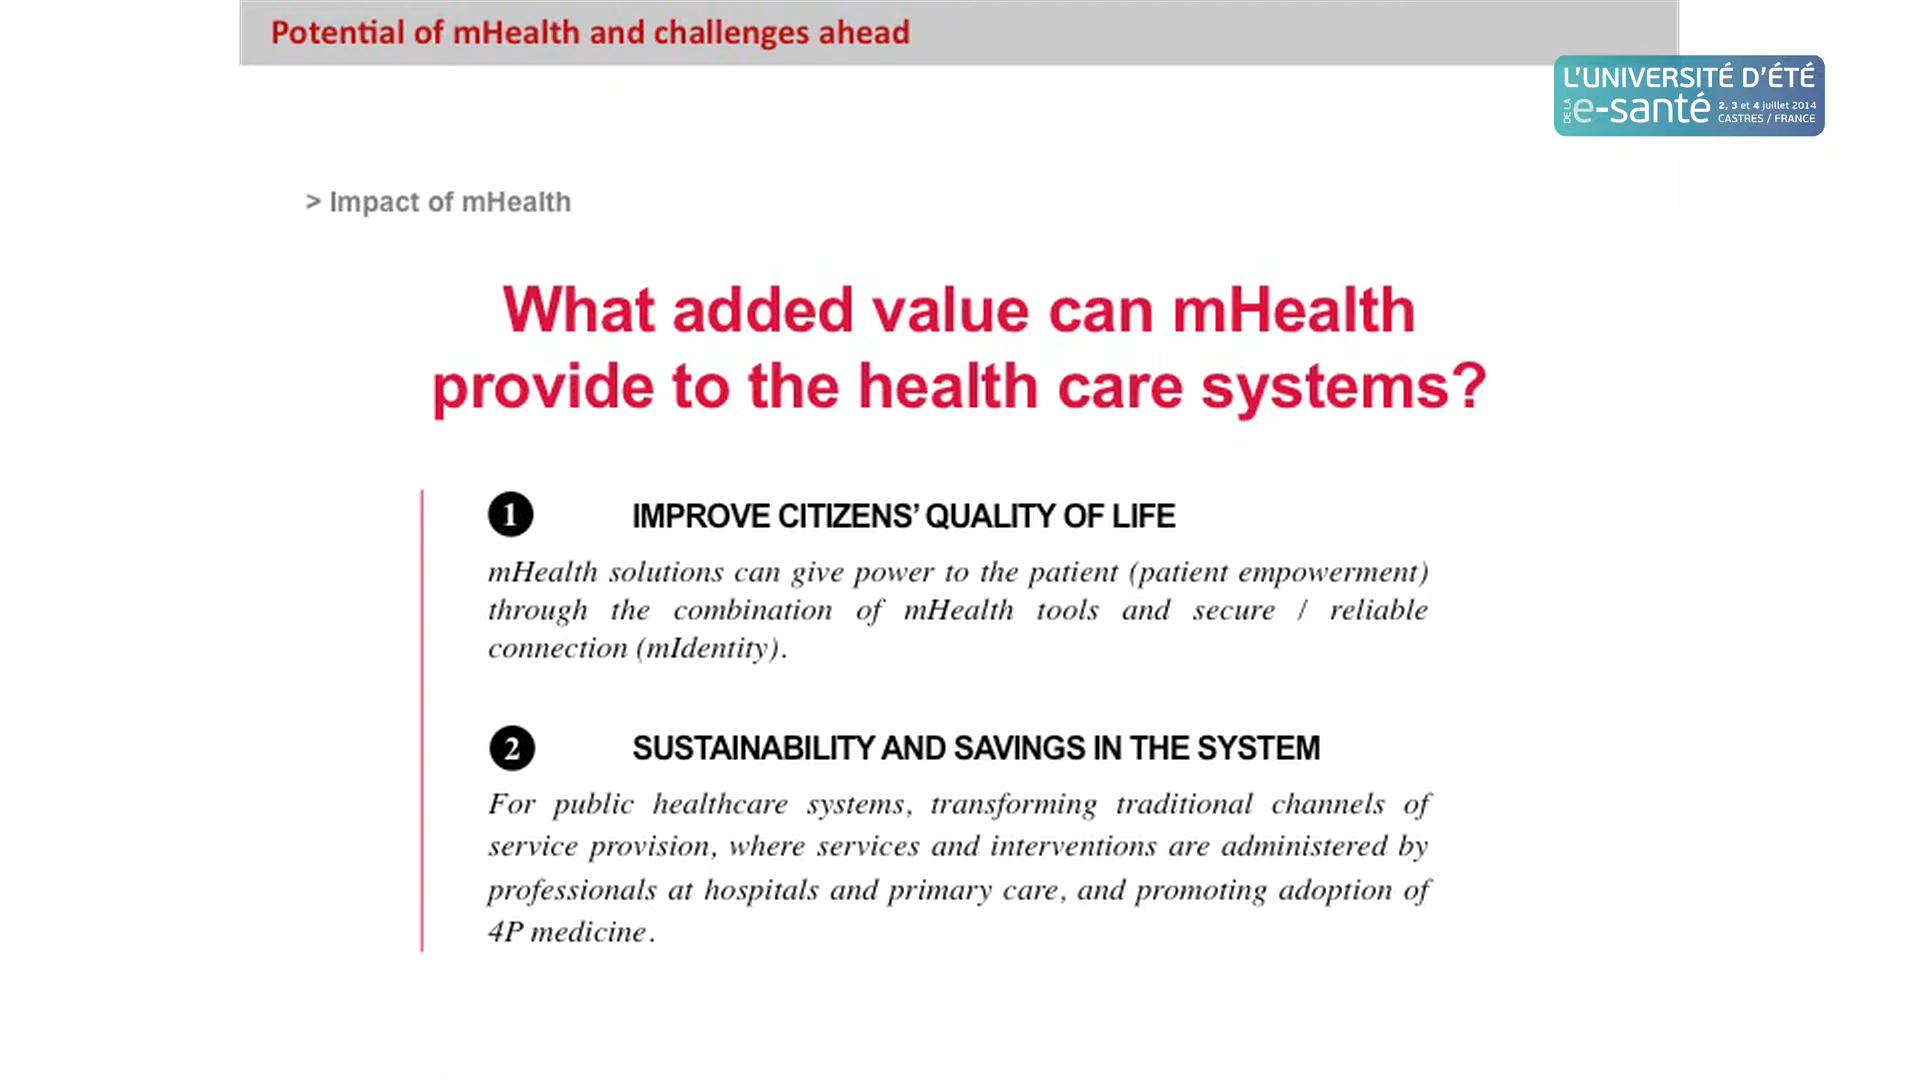 Potential of mHealth and challenges ahead
L'UNIVERSITÉ D'ÉTÉ
DE LA e-santé 2, 3 et 4 juillet 2014
CASTRES / FRANCE
> Impact of mHealth
What added value can mHealth
provide to the health care systems?
1 IMPROVE CITIZENS' QUALITY OF LIFE
mHealth solutions can give power to the patient (patient empowerment)
through the combination of mHealth tools and secure / reliable
connection (mIdentity).
2 SUSTAINABILITY AND SAVINGS IN THE SYSTEM
For public healthcare systems, transforming traditional channels of
service provision, where services and interventions are administered by
professionals at hospitals and primary care, and promoting adoption of
4P medicine.